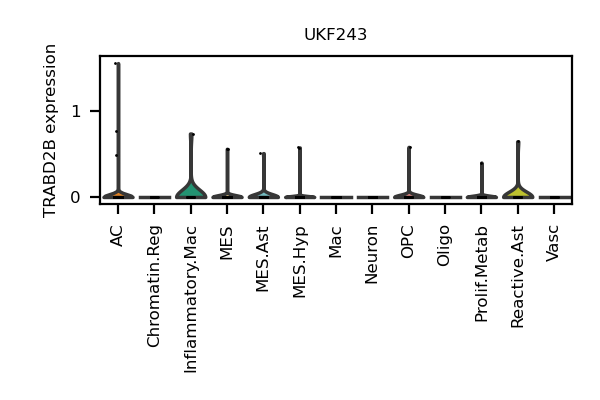 UKF243
TRABD2B expression
1
0
AC
Chromatin.Reg
Inflammatory.Mac
MES
MES.Ast
MES.Hyp
Mac
Neuron
OPC
Oligo
Prolif.Metab
Reactive.Ast
Vasc